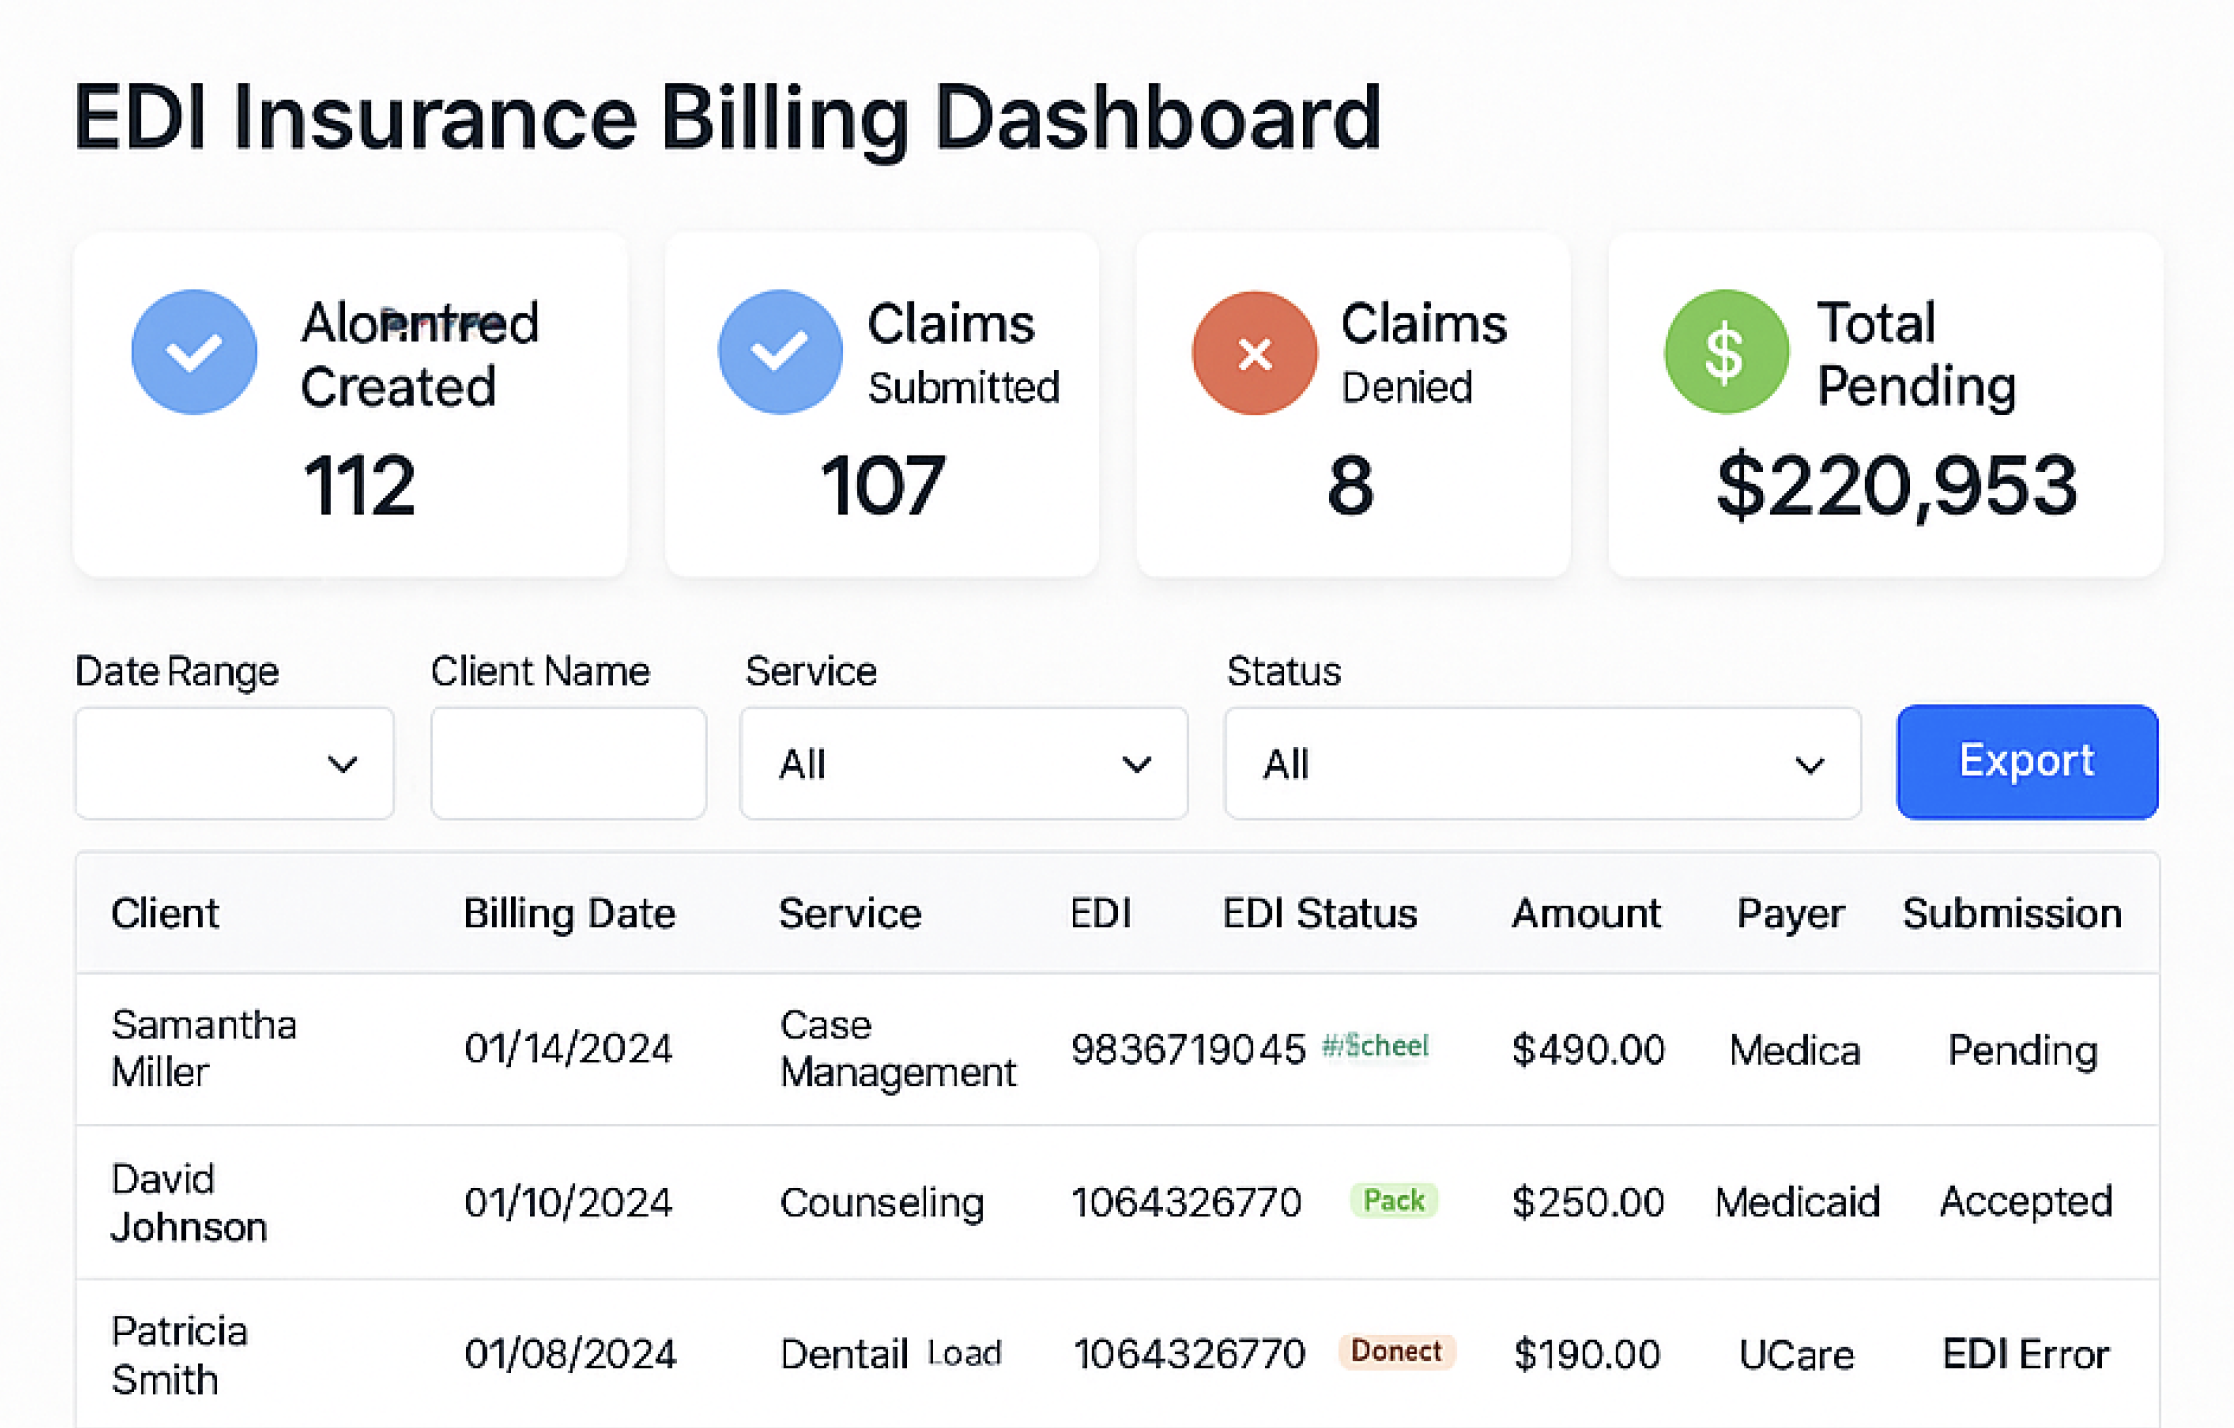 EDI Insurance Billing Dashboard
Created
112
Claims
Submitted
107
Claims
Denied
8
Total
Pending
$220,953
Date Range
Client Name
Service
Status
All
All
Export
Client Billing Date Service EDI EDI Status Amount Payer Submission
Samantha
Miller
01/14/2024
Case
Management
9836719045
$490.00 Medica Pending
David
Johnson
01/10/2024 Counseling 1064326770 Pack $250.00 Medicaid Accepted
Patricia
Smith
01/08/2024 Dentail Load 1064326770 Donect $190.00 UCare EDI Error